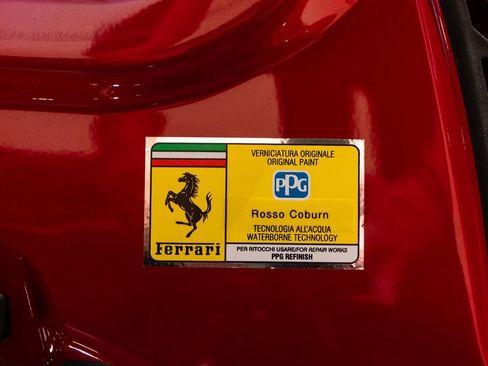 VERNICIATURA ORIGINALE
ORIGINAL PAINT
PPG
Rosso Coburn
TECNOLOGIA ALL'ACQUA
WATERBORNE TECHNOLOGY
Ferrari
PER RITOCCHI USARE/FOR REPAIR WORKS
PPG REFINISH